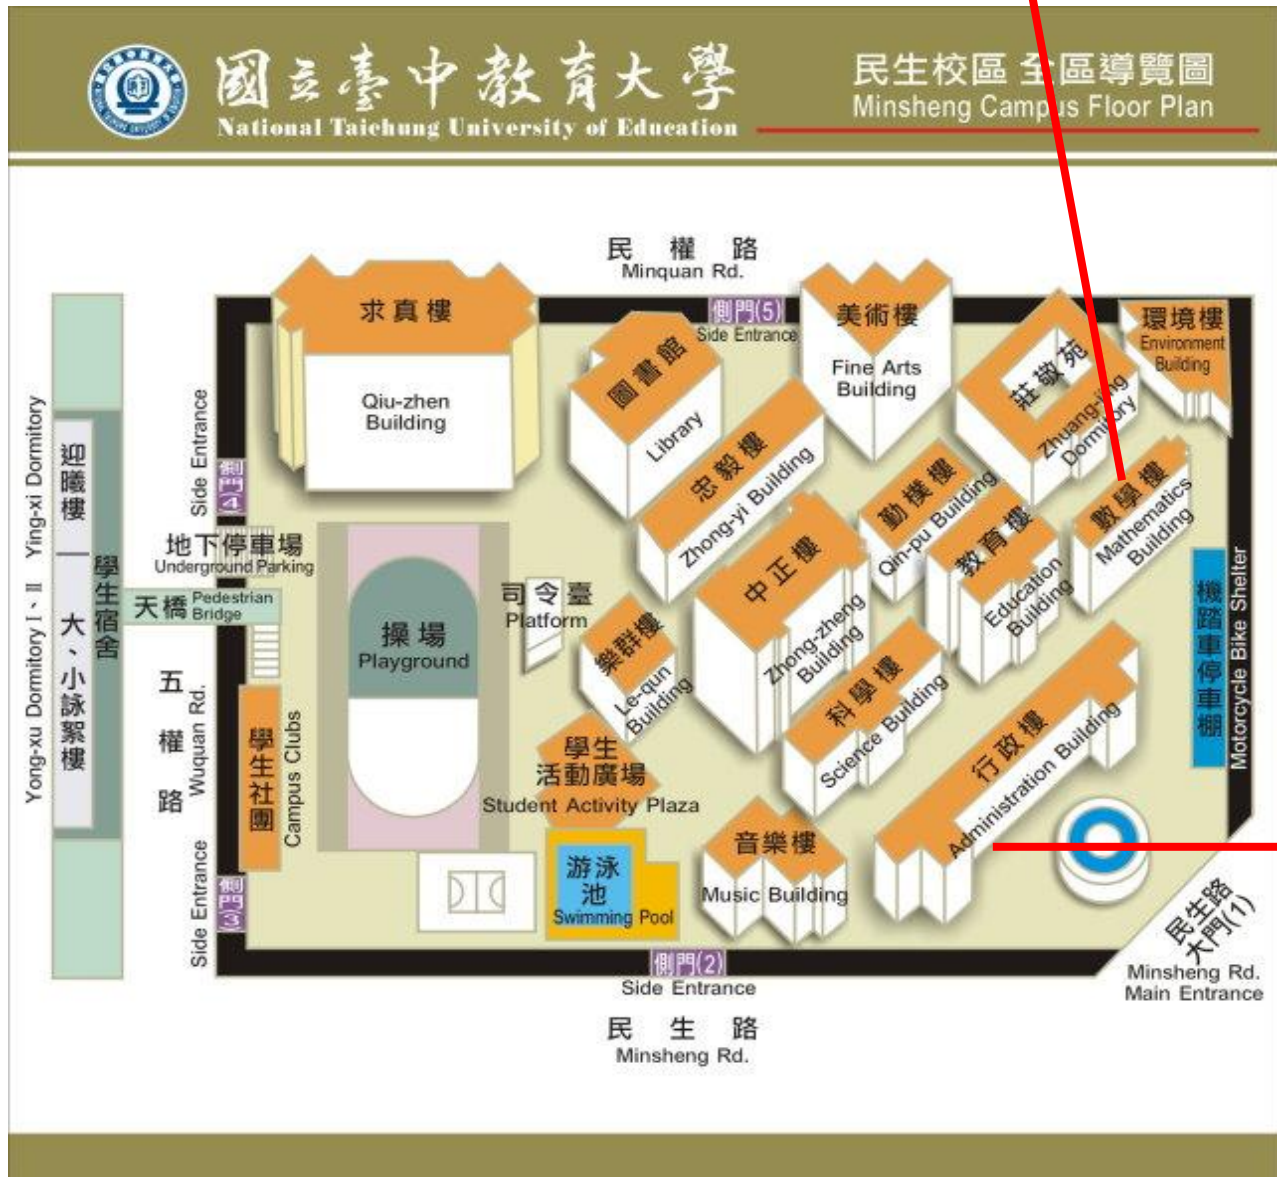 國立臺中教育大學
National Taichung University of Education
民生校區 全區導覽圖
Minsheng Campus Floor Plan
民權路
Minquan Rd.
求真樓
Qiu-zhen
Building
側門(5)
Side Entrance
圖書館
Library
美術樓
Fine Arts
Building
莊敬苑
Zhuang-jing
Dormitory
環境樓
Environment
Building
忠毅樓
Zhong-yi Building
勤樸樓
Qin-pu Building
數學樓
Mathematics
Building
教育樓
Education
Building
中正樓
Zhong-zheng
Building
Side Entrance
側門(4)
地下停車場
Underground Parking
天橋
Pedestrian
Bridge
學生宿舍
迎曦樓
大、小詠絮樓
Ying-xi Dormitory
Yong-xu Dormitory I、II
五權路
Wuquan Rd.
操場
Playground
司令臺
Platform
樂群樓
Le-qun
Building
科學樓
Science Building
行政樓
Administration Building
機踏車停車棚
Motorcycle Bike Shelter
學生社團
Campus Clubs
學生
活動廣場
Student Activity Plaza
游泳
池
Swimming Pool
音樂樓
Music Building
Side Entrance
側門(3)
側門(2)
Side Entrance
民生路
Minsheng Rd.
民生路
大門(1)
Minsheng Rd.
Main Entrance